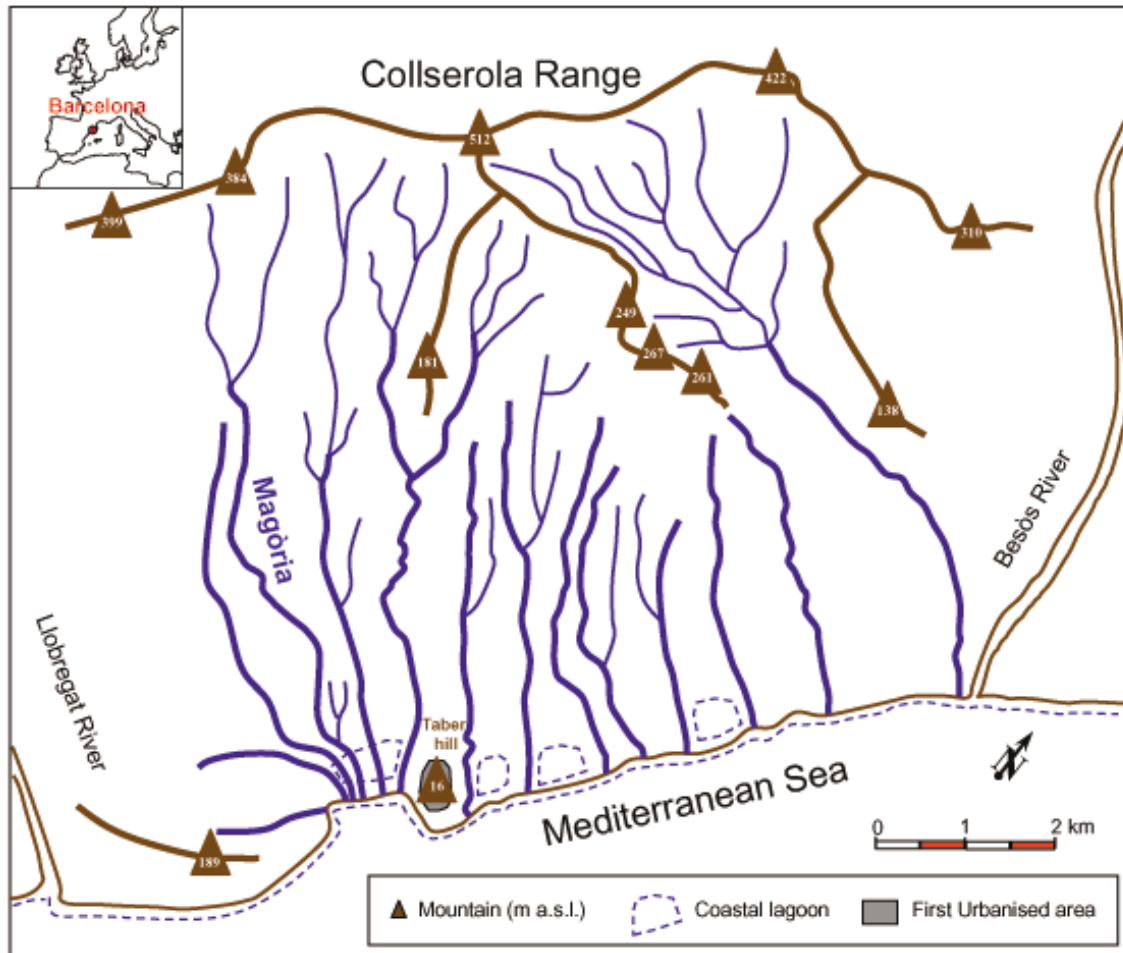 Barcelona
Collserola Range
422
512
384
399
310
249
181
267
261
138
Magòria
Besòs River
Llobregat River
Taber
hill
16
189
Mediterranean Sea
N
0 1 2 km
Mountain (m a.s.l.)
Coastal lagoon
First Urbanised area